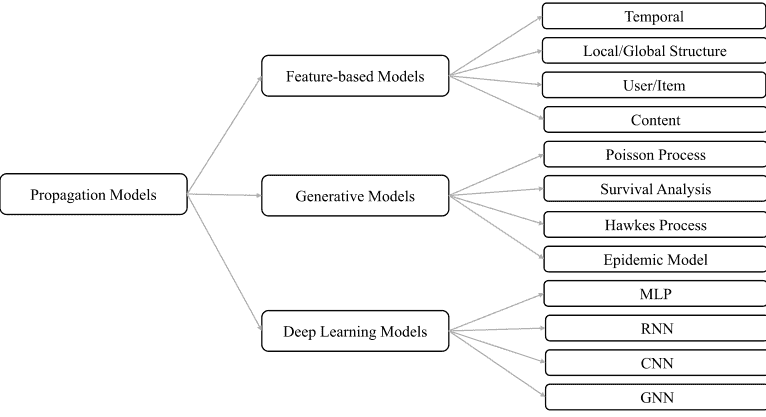 Propagation Models
Feature-based Models
Temporal
Local/Global Structure
User/Item
Content
Generative Models
Poisson Process
Survival Analysis
Hawkes Process
Epidemic Model
Deep Learning Models
MLP
RNN
CNN
GNN